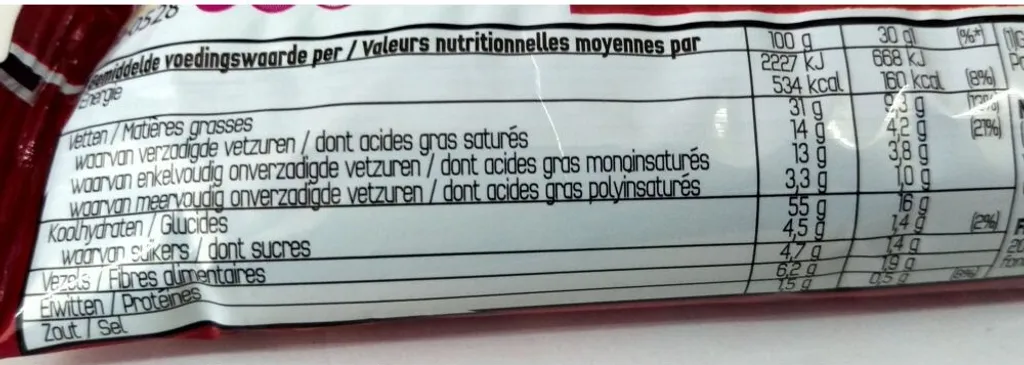 0528
Gemiddelde voedingswaarde per / Valeurs nutritionnelles moyennes par 100 g 30 g (%*)
Energie 2227 kJ 668 kJ
534 kcal 160 kcal (8%)
Vetten / Matières grasses 31 g 9,3 g (13%)
waarvan verzadigde vetzuren / dont acides gras saturés 14 g 4,2 g (21%)
waarvan enkelvoudig onverzadigde vetzuren / dont acides gras monoinsaturés 13 g 3,8 g
waarvan meervoudig onverzadigde vetzuren / dont acides gras polyinsaturés 3,3 g 1,0 g
Koolhydraten / Glucides 55 g 16 g
waarvan suikers / dont sucres 4,5 g 1,4 g (2%)
Vezels / Fibres alimentaires 4,7 g 1,4 g
Eiwitten / Protéines 6,2 g 1,9 g
Zout / Sel 1,5 g 0,5 g